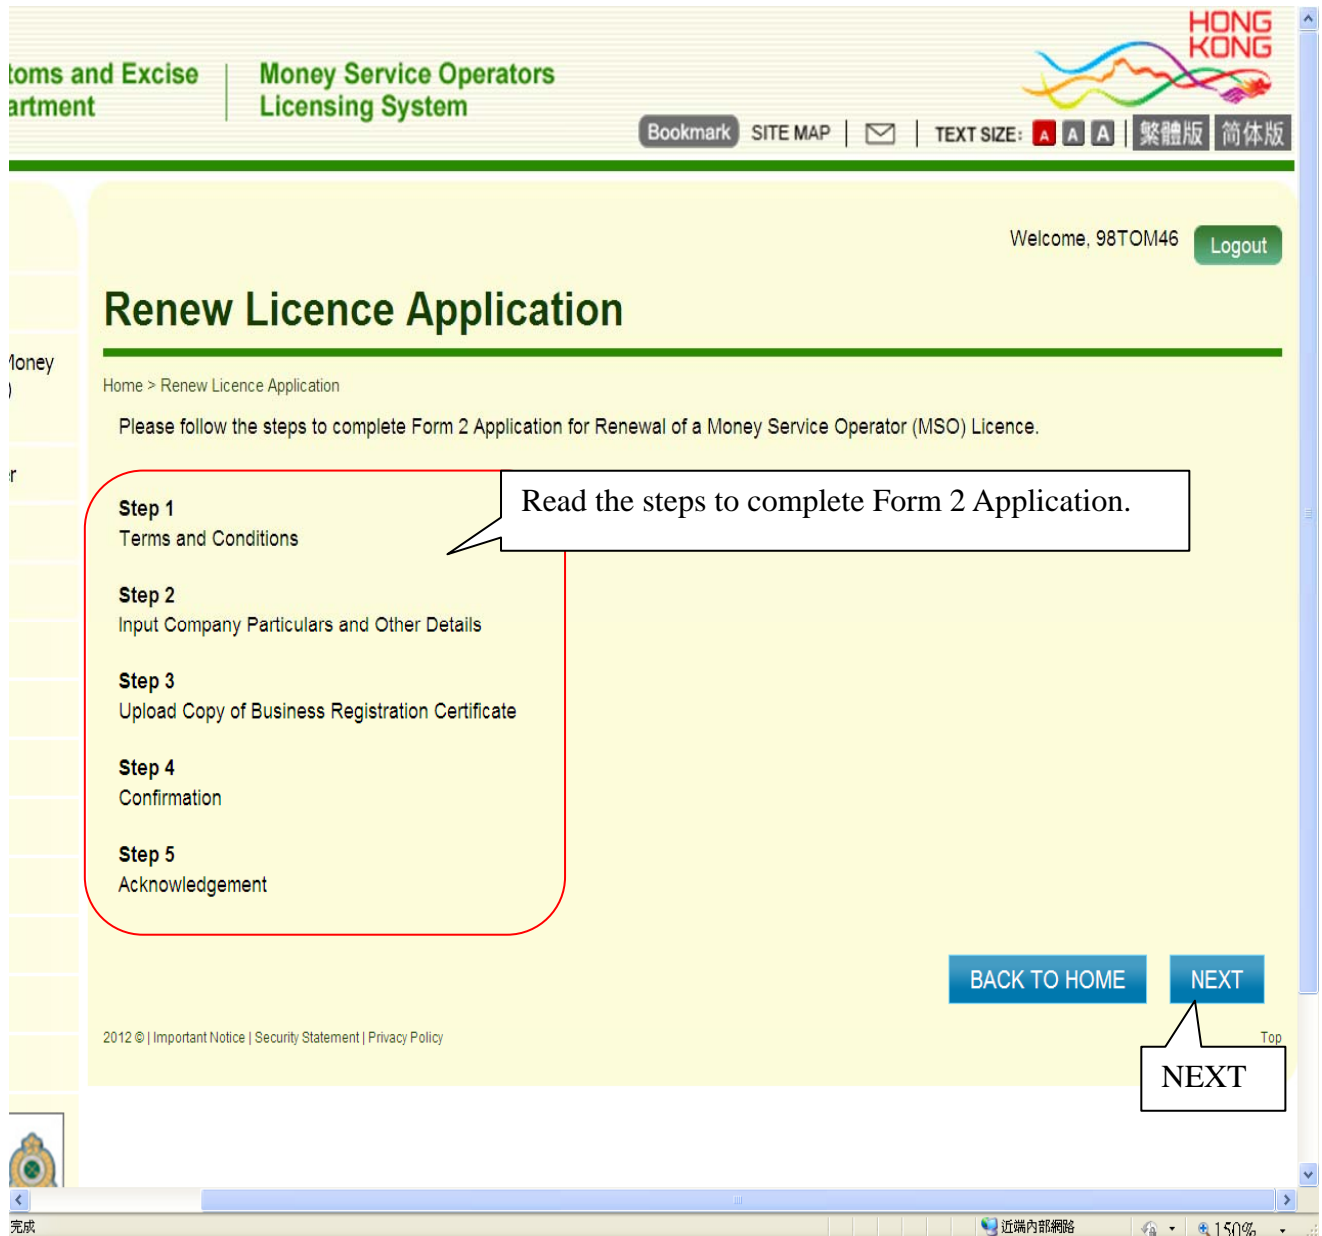 HONG
KONG
toms and Excise
artment
Money Service Operators
Licensing System
Bookmark SITE MAP | | TEXT SIZE: A A A | 繁體版 简体版
Welcome, 98TOM46 Logout
Renew Licence Application
Money
)
Home > Renew Licence Application
Please follow the steps to complete Form 2 Application for Renewal of a Money Service Operator (MSO) Licence.
r
Read the steps to complete Form 2 Application.
Step 1
Terms and Conditions
Step 2
Input Company Particulars and Other Details
Step 3
Upload Copy of Business Registration Certificate
Step 4
Confirmation
Step 5
Acknowledgement
BACK TO HOME NEXT
2012 © | Important Notice | Security Statement | Privacy Policy Top
NEXT
完成 近端內部網路 150%